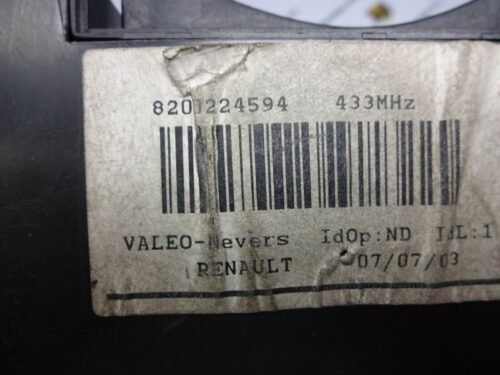 8201224594 433MHz
VALEO-Nevers IdOp:ND IdL:1
RENAULT 07/07/03